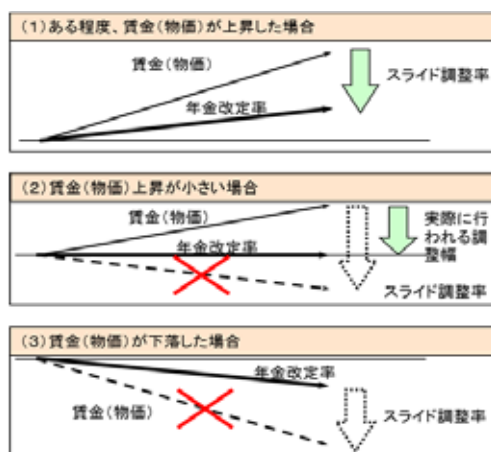 (1)ある程度、賃金(物価)が上昇した場合
賃金(物価)
スライド調整率
年金改定率
(2)賃金(物価)上昇が小さい場合
賃金(物価)
実際に行
われる調
整幅
年金改定率
スライド調整率
(3)賃金(物価)が下落した場合
年金改定率
賃金(物価)
スライド調整率